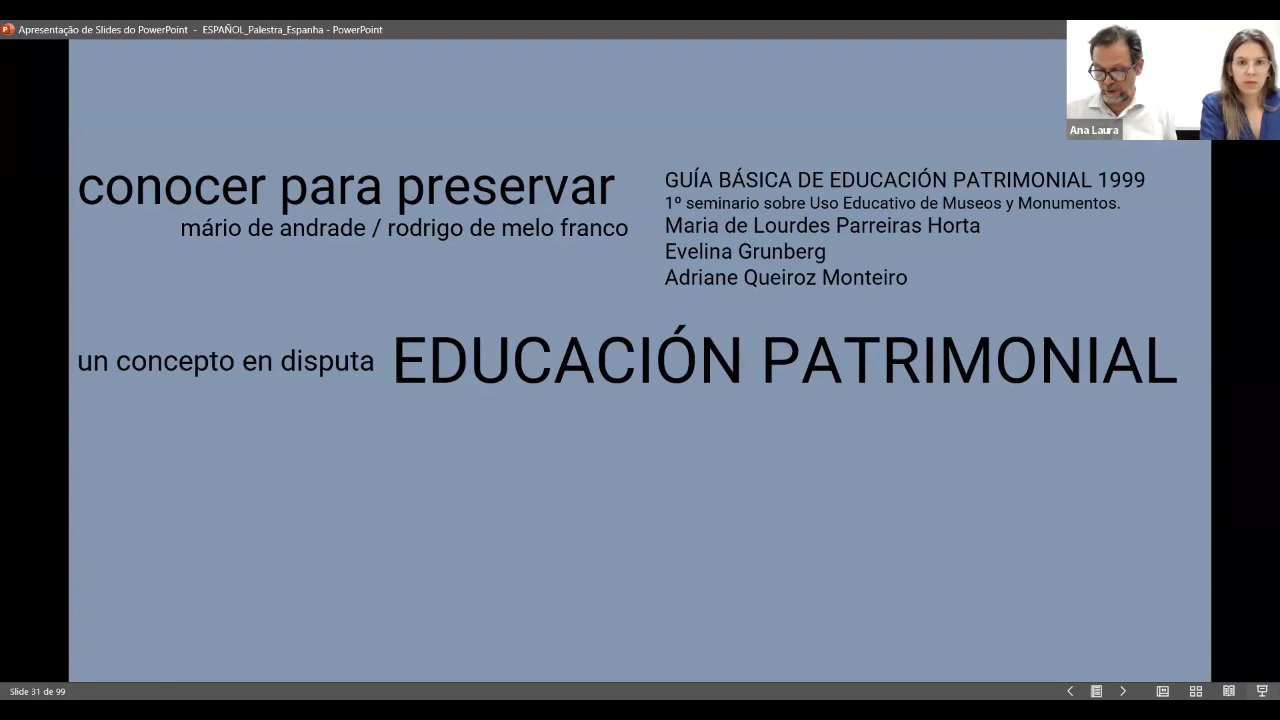 Apresentação de Slides do PowerPoint - ESPAÑOL_Palestra_Espanha - PowerPoint
Ana Laura
conocer para preservar
mário de andrade / rodrigo de melo franco
GUÍA BÁSICA DE EDUCACIÓN PATRIMONIAL 1999
1º seminario sobre Uso Educativo de Museos y Monumentos.
Maria de Lourdes Parreiras Horta
Evelina Grunberg
Adriane Queiroz Monteiro
un concepto en disputa EDUCACIÓN PATRIMONIAL
Slide 31 de 99